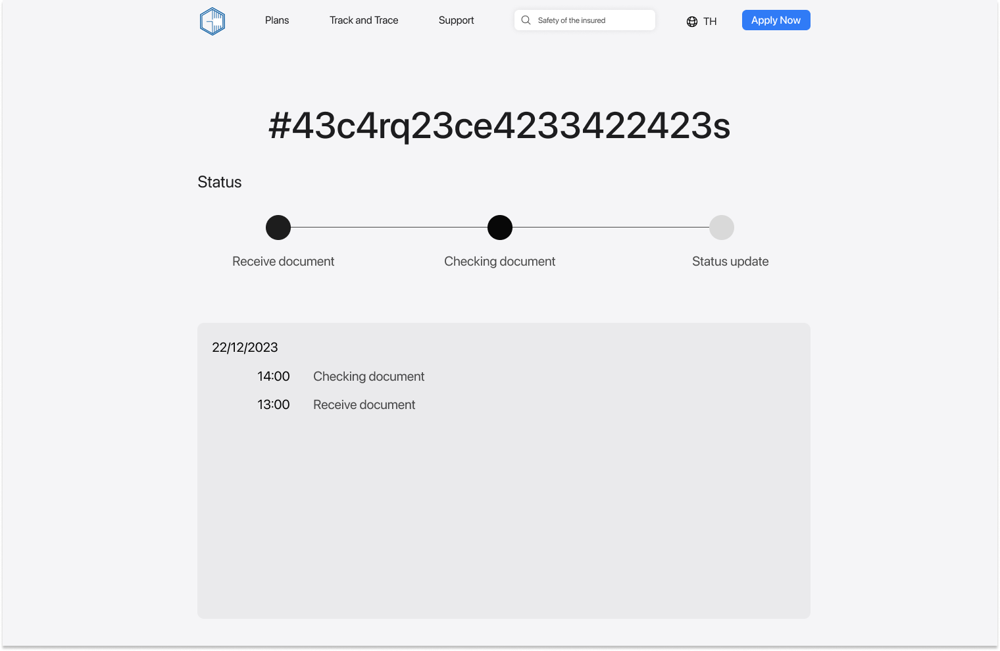 Plans Track and Trace Support Safety of the insured TH Apply Now
#43c4rq23ce4233422423s
Status
Receive document Checking document Status update
22/12/2023
14:00 Checking document
13:00 Receive document